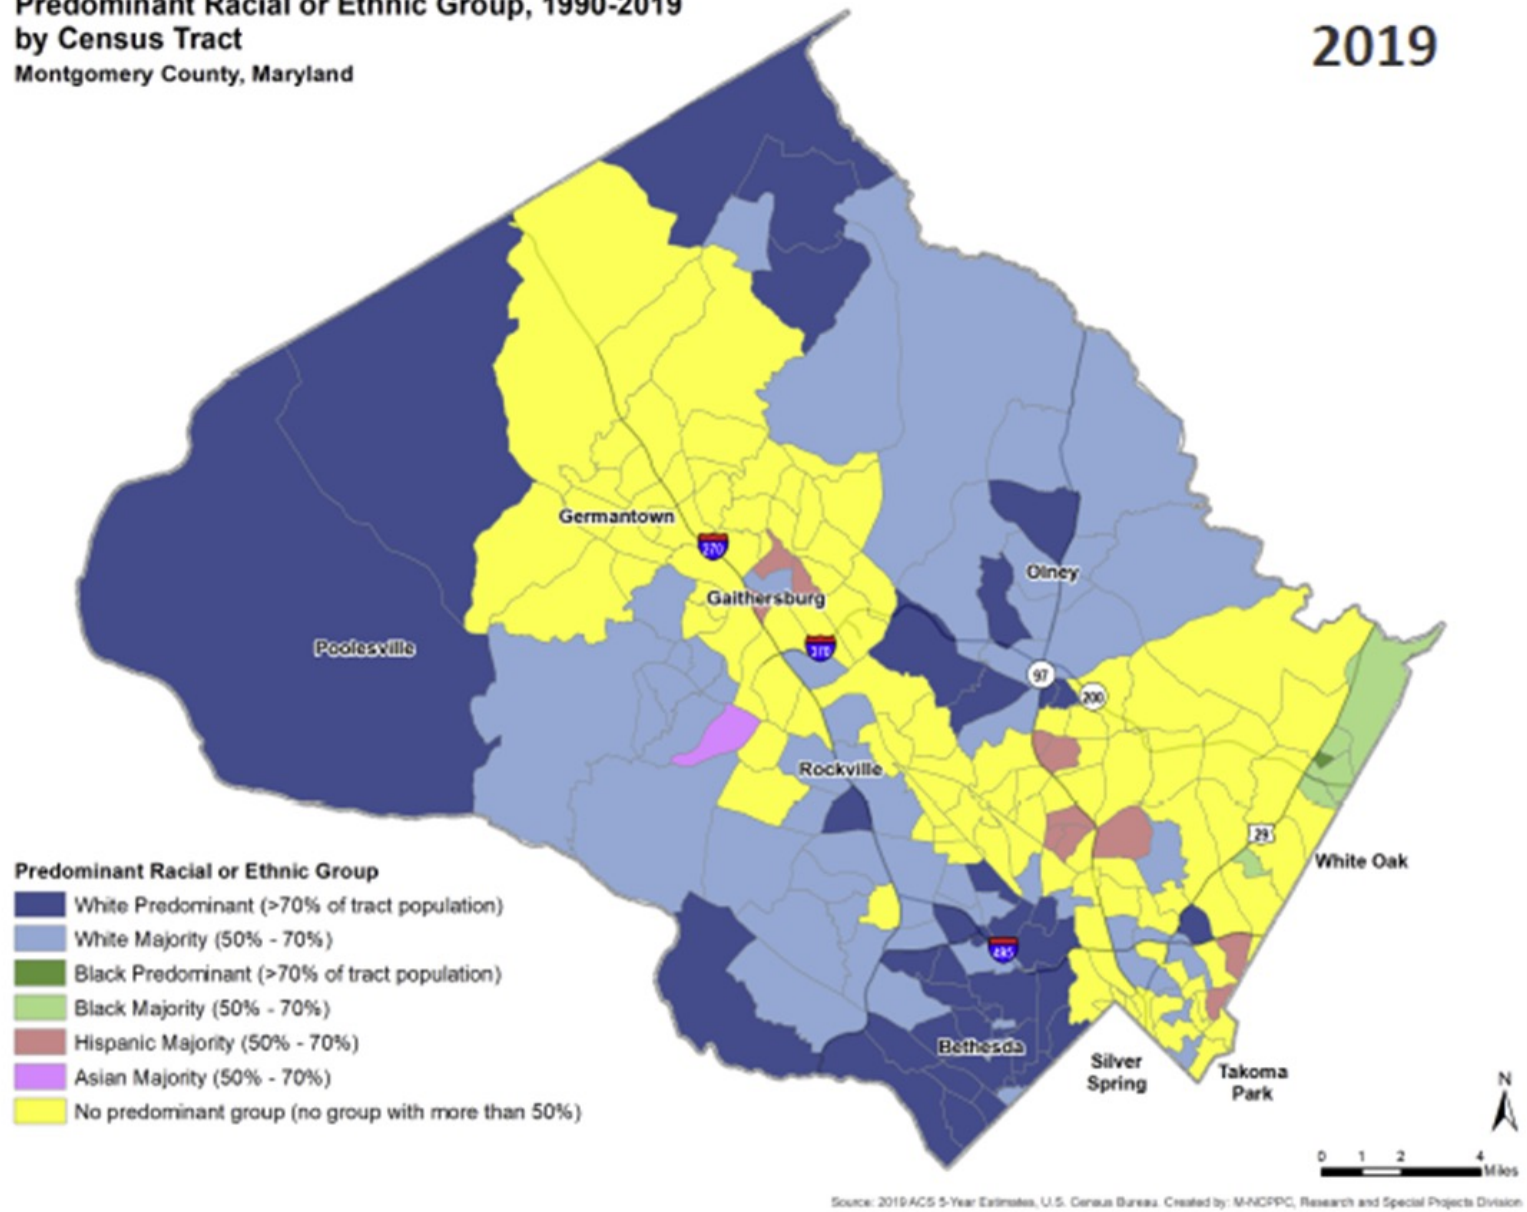 Predominant Racial or Ethnic Group, 1990-2019
by Census Tract
Montgomery County, Maryland
2019
Germantown
270
Gaithersburg
Olney
Poolesville
370
97
200
Rockville
29
White Oak
495
Bethesda
Silver
Spring
Takoma
Park
Predominant Racial or Ethnic Group
White Predominant (>70% of tract population)
White Majority (50% - 70%)
Black Predominant (>70% of tract population)
Black Majority (50% - 70%)
Hispanic Majority (50% - 70%)
Asian Majority (50% - 70%)
No predominant group (no group with more than 50%)
N
0 1 2 4
Miles
Source: 2019 ACS 5-Year Estimates, U.S. Census Bureau. Created by: M-NCPPC, Research and Special Projects Division